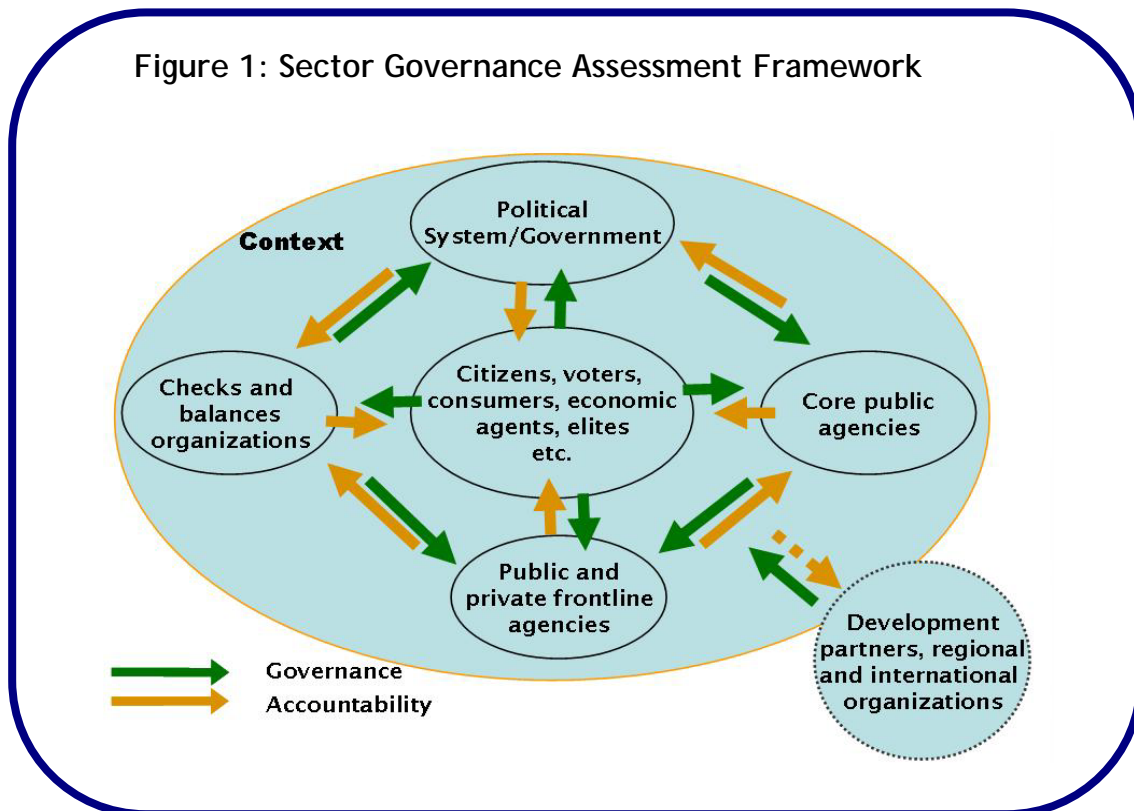 Figure 1: Sector Governance Assessment Framework
Political
System/Government
Context
Checks and
balances
organizations
Citizens, voters,
consumers, economic
agents, elites
etc.
Core public
agencies
Public and
private frontline
agencies
Development
partners, regional
and international
organizations
Governance
Accountability